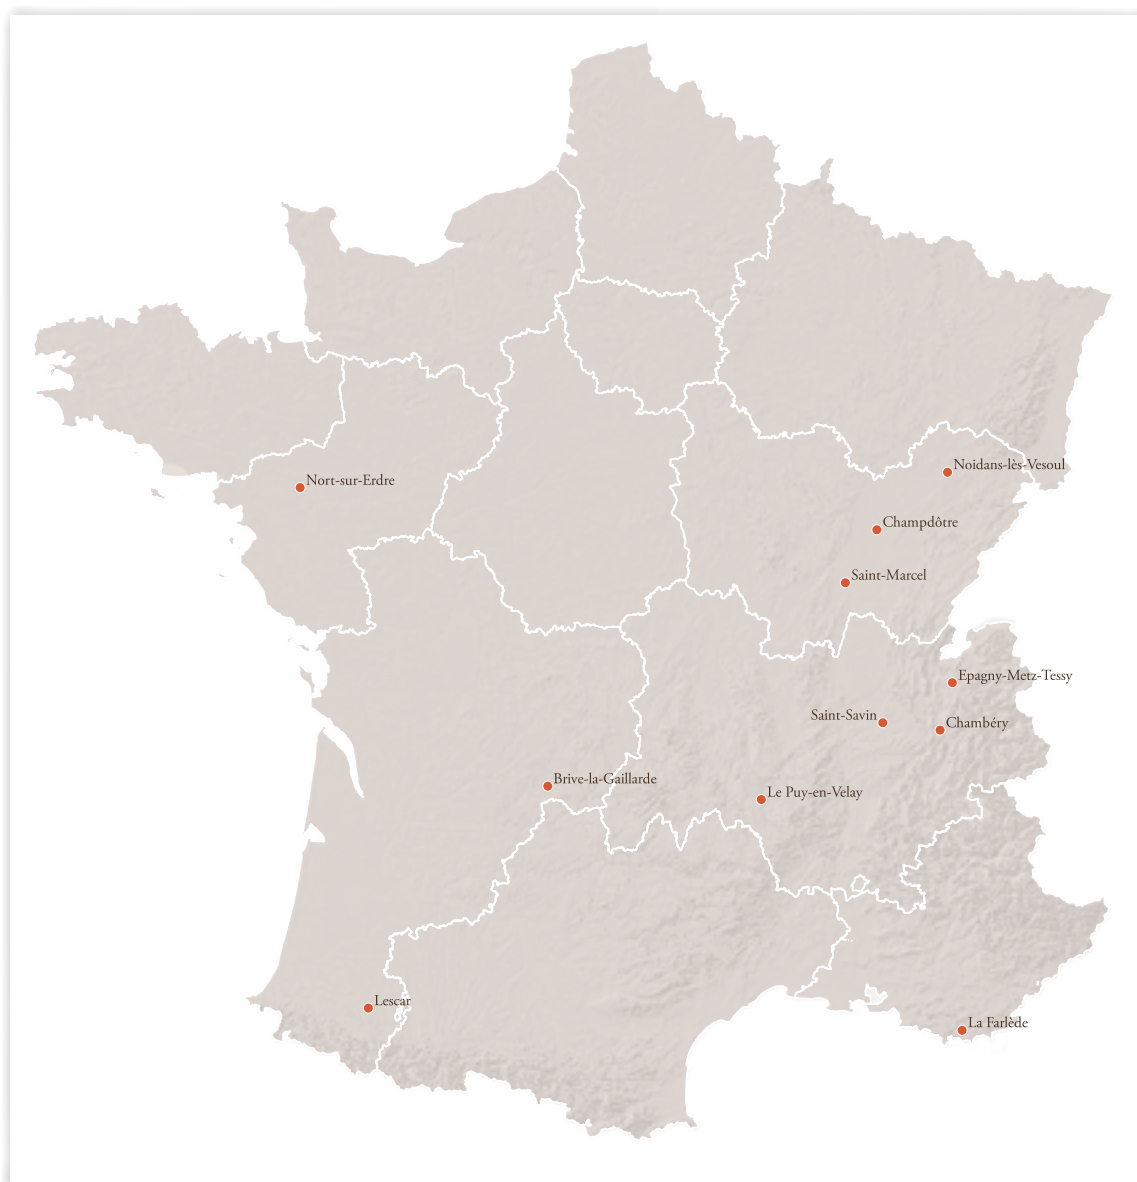 Noidans-lès-Vesoul
Nort-sur-Erdre
Champdôtre
Saint-Marcel
Epagny-Metz-Tessy
Saint-Savin
Chambéry
Brive-la-Gaillarde
Le Puy-en-Velay
Lescar
La Farlède